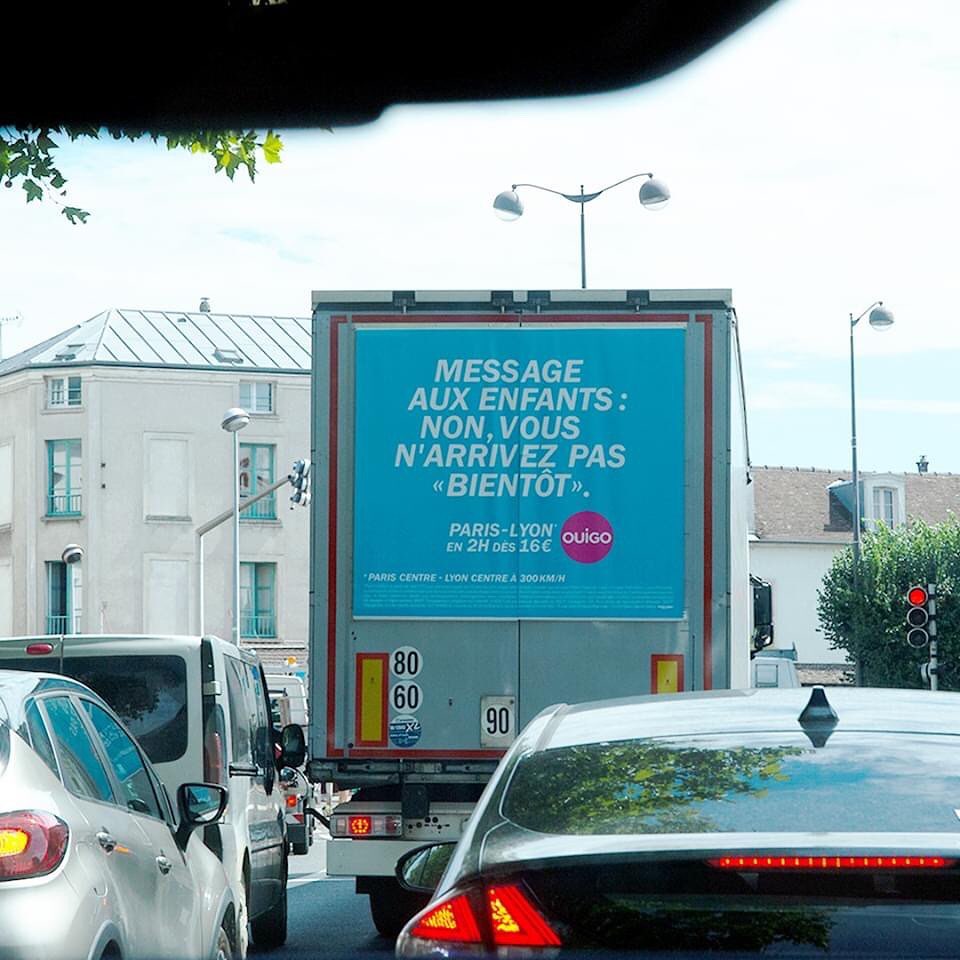 MESSAGE
AUX ENFANTS :
NON, VOUS
N'ARRIVEZ PAS
«BIENTÔT».
PARIS-LYON*
EN 2H DÈS 16€
OUIGO
*PARIS CENTRE - LYON CENTRE À 300 KM/H
80
60
90